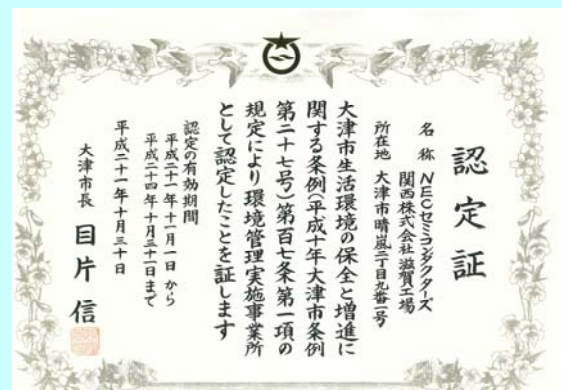 認定証
名称 NECセミコンダクターズ
関西株式会社滋賀工場
所在地 大津市晴嵐二丁目九番一号
大津市生活環境の保全と増進に
関する条例(平成十年大津市条例
第二十七号)第百七条第一項の
規定により環境管理実施事業所
として認定したことを証します
認定の有効期間
平成二十一年十一月一日 から
平成二十四年十月三十一日 まで
平成二十一年十月三十日
大津市長 目片信